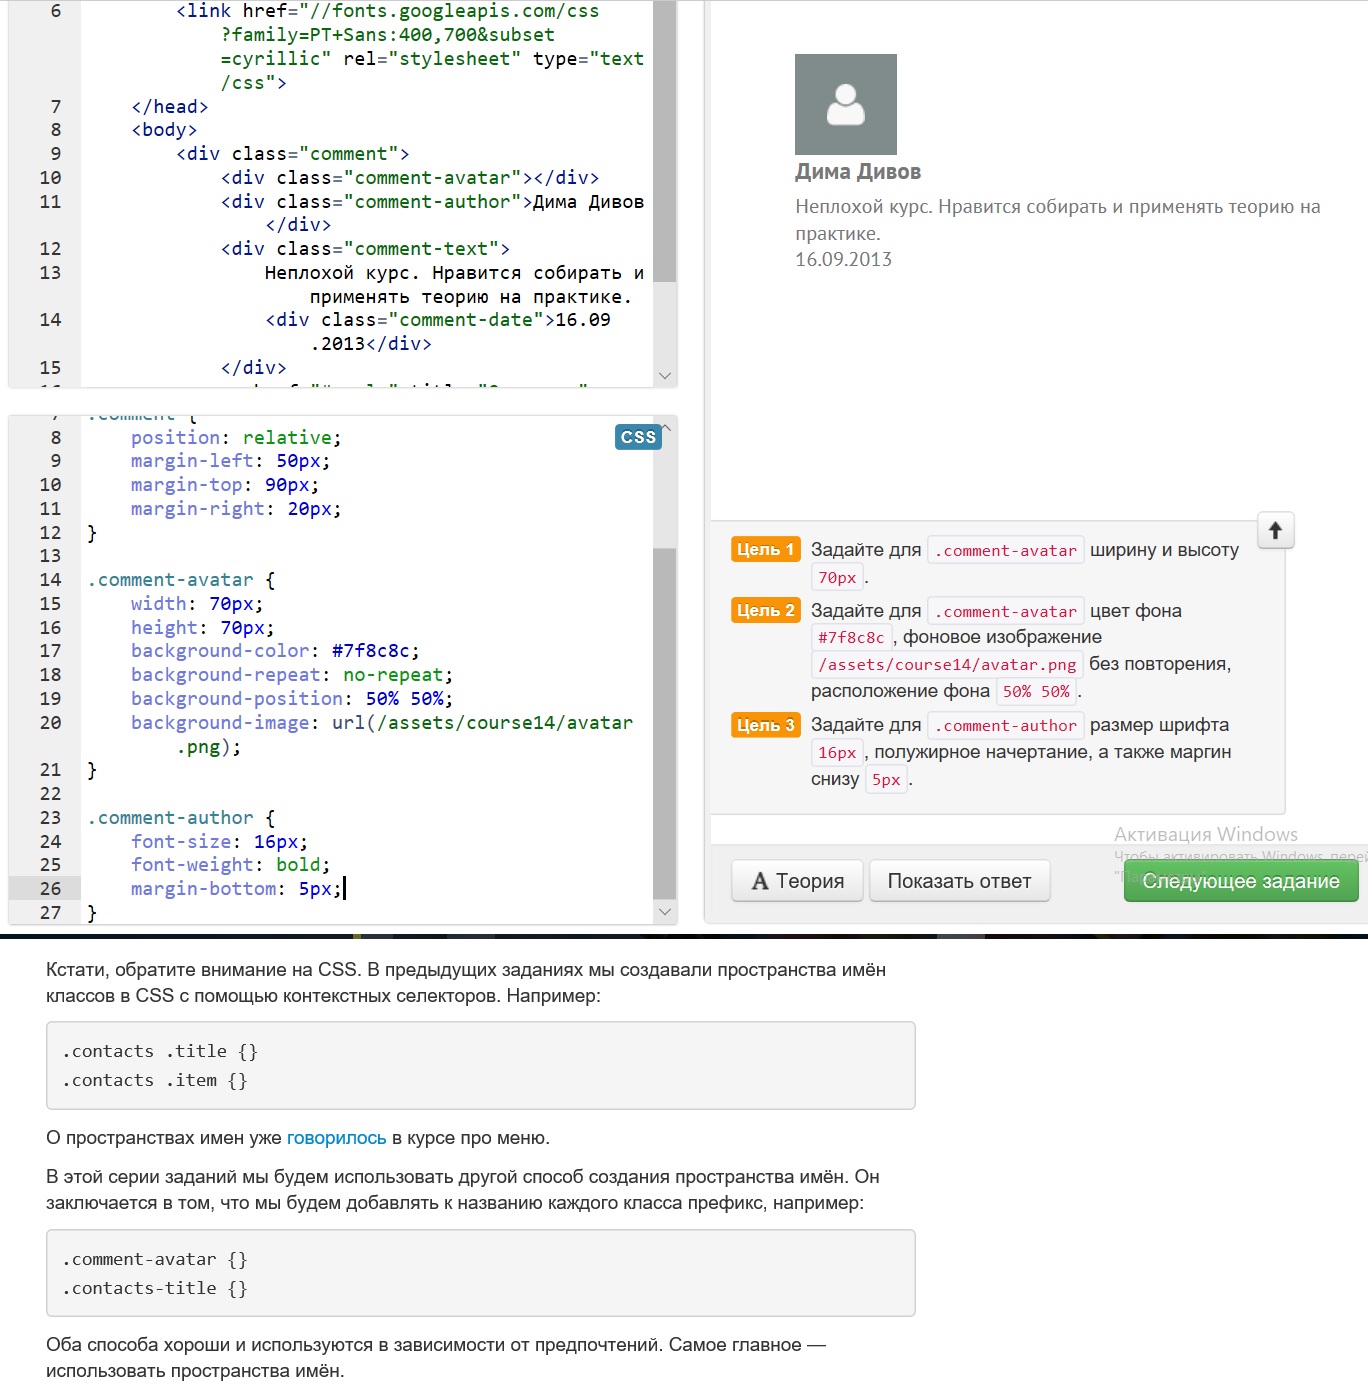 6 <link href="//fonts.googleapis.com/css
?family=PT+Sans:400,700&subset
=cyrillic" rel="stylesheet" type="text
/css">
7 </head>
8 <body>
9 <div class="comment">
10 <div class="comment-avatar"></div>
11 <div class="comment-author">Дима Дивов
</div>
12 <div class="comment-text">
13 Неплохой курс. Нравится собирать и
применять теорию на практике.
14 <div class="comment-date">16.09
.2013</div>
15 </div>
.comment {
8 position: relative;
9 margin-left: 50px;
10 margin-top: 90px;
11 margin-right: 20px;
12 }
13
14 .comment-avatar {
15 width: 70px;
16 height: 70px;
17 background-color: #7f8c8c;
18 background-repeat: no-repeat;
19 background-position: 50% 50%;
20 background-image: url(/assets/course14/avatar
.png);
21 }
22
23 .comment-author {
24 font-size: 16px;
25 font-weight: bold;
26 margin-bottom: 5px;
27 }
CSS
Дима Дивов
Неплохой курс. Нравится собирать и применять теорию на
практике.
16.09.2013
Цель 1 Задайте для .comment-avatar ширину и высоту
70px .
Цель 2 Задайте для .comment-avatar цвет фона
#7f8c8c , фоновое изображение
/assets/course14/avatar.png без повторения,
расположение фона 50% 50% .
Цель 3 Задайте для .comment-author размер шрифта
16px , полужирное начертание, а также маргин
снизу 5px .
Активация Windows
Чтобы активировать Windows,
Теория
Показать ответ
Следующее задание
Кстати, обратите внимание на CSS. В предыдущих заданиях мы создавали пространства имён
классов в CSS с помощью контекстных селекторов. Например:
.contacts .title {}
.contacts .item {}
О пространствах имен уже говорилось в курсе про меню.
В этой серии заданий мы будем использовать другой способ создания пространства имён. Он
заключается в том, что мы будем добавлять к названию каждого класса префикс, например:
.comment-avatar {}
.contacts-title {}
Оба способа хороши и используются в зависимости от предпочтений. Самое главное —
использовать пространства имён.